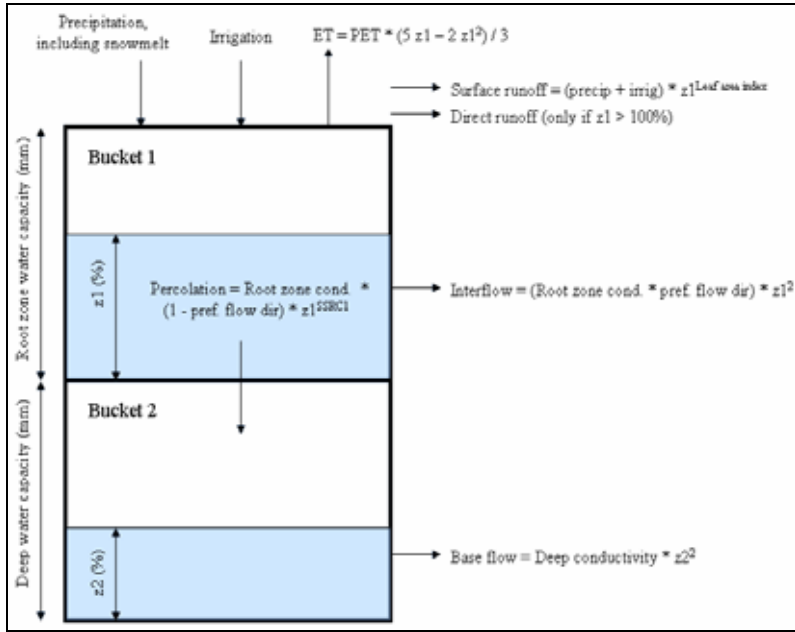 Precipitation,
including snowmelt
Irrigation
ET = PET * (5 z1 – 2 z1²) / 3
Surface runoff = (precip + irrig) * z1^Leaf area index
Direct runoff (only if z1 > 100%)
Root zone water capacity (mm)
Bucket 1
z1 (%)
Percolation = Root zone cond. *
(1 - pref. flow dir) * z1^SSRC1
Interflow = (Root zone cond. * pref. flow dir) * z1²
Deep water capacity (mm)
Bucket 2
z2 (%)
Base flow = Deep conductivity * z2²